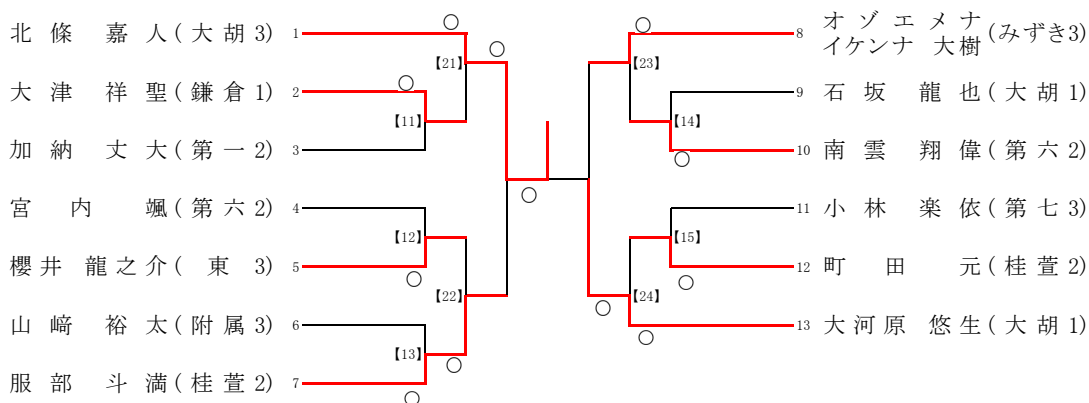 北條 嘉人(大胡3) 1
大津 祥聖(鎌倉1) 2
加納 丈大(第一2) 3
宮内 颯(第六2) 4
櫻井 龍之介(東 3) 5
山﨑 裕太(附属3) 6
服部 斗満(桂萱2) 7
【11】
【12】
【13】
【21】
【22】
【23】
【24】
【14】
【15】
8 オゾエメナ
イケンナ 大樹(みずき3)
9 石坂 龍也(大胡1)
10 南雲 翔偉(第六2)
11 小林 楽依(第七3)
12 町田 元(桂萱2)
13 大河原 悠生(大胡1)